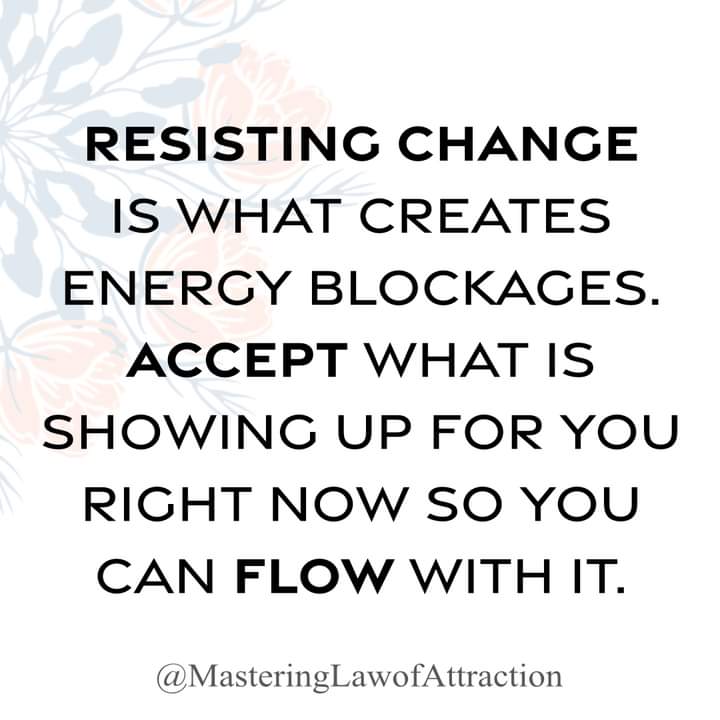 RESISTING CHANGE
IS WHAT CREATES
ENERGY BLOCKAGES.
ACCEPT WHAT IS
SHOWING UP FOR YOU
RIGHT NOW SO YOU
CAN FLOW WITH IT.
@MasteringLawofAttraction